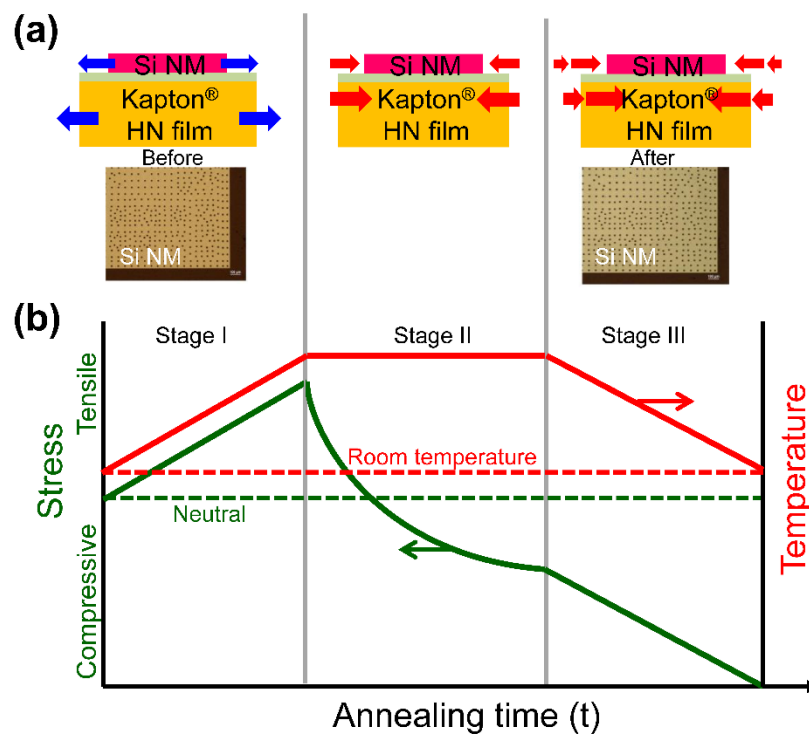 (a)
Si NM
Kapton®
HN film
Before
Si NM
Si NM
Kapton®
HN film
Si NM
Kapton®
HN film
After
Si NM
(b)
Stage I
Stage II
Stage III
Tensile
Stress
Compressive
Room temperature
Neutral
Temperature
Annealing time (t)